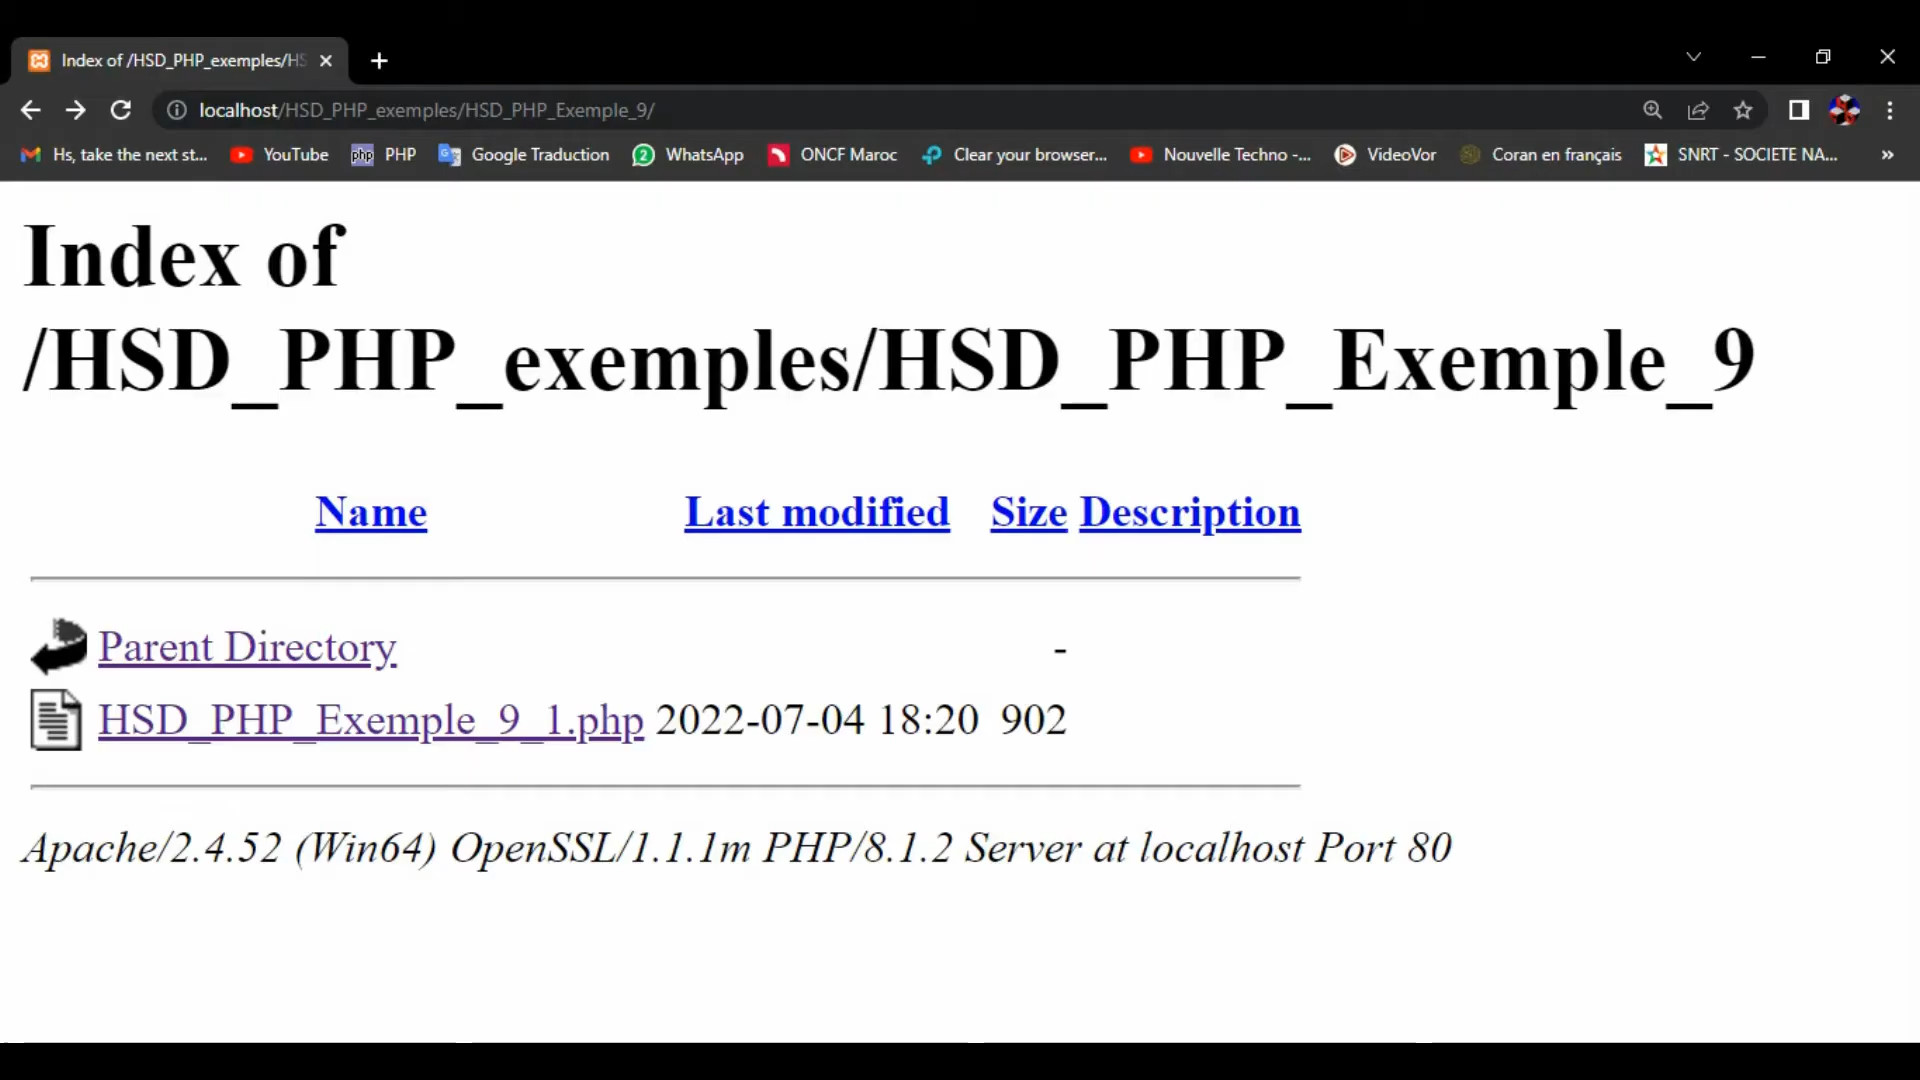 Index of /HSD_PHP_exemples/HS
localhost/HSD_PHP_exemples/HSD_PHP_Exemple_9/
Hs, take the next st... YouTube php PHP Google Traduction 2 WhatsApp ONCF Maroc Clear your browser... Nouvelle Techno -... VideoVor Coran en français SNRT - SOCIETE NA... »
Index of
/HSD_PHP_exemples/HSD_PHP_Exemple_9
Name Last modified Size Description
Parent Directory -
HSD_PHP_Exemple_9_1.php 2022-07-04 18:20 902
Apache/2.4.52 (Win64) OpenSSL/1.1.1m PHP/8.1.2 Server at localhost Port 80